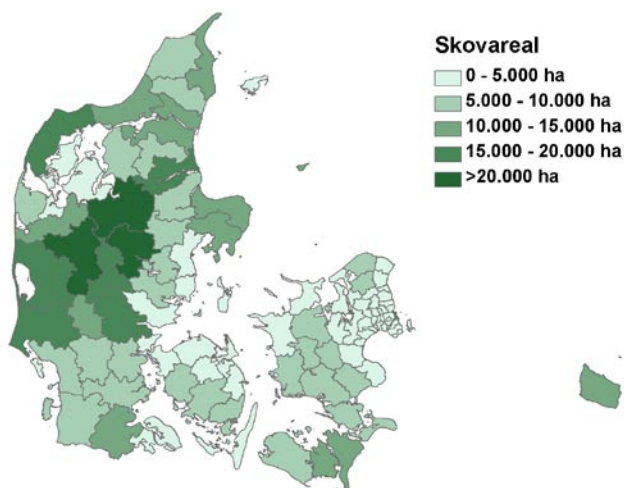 Skovareal
0 - 5.000 ha
5.000 - 10.000 ha
10.000 - 15.000 ha
15.000 - 20.000 ha
>20.000 ha